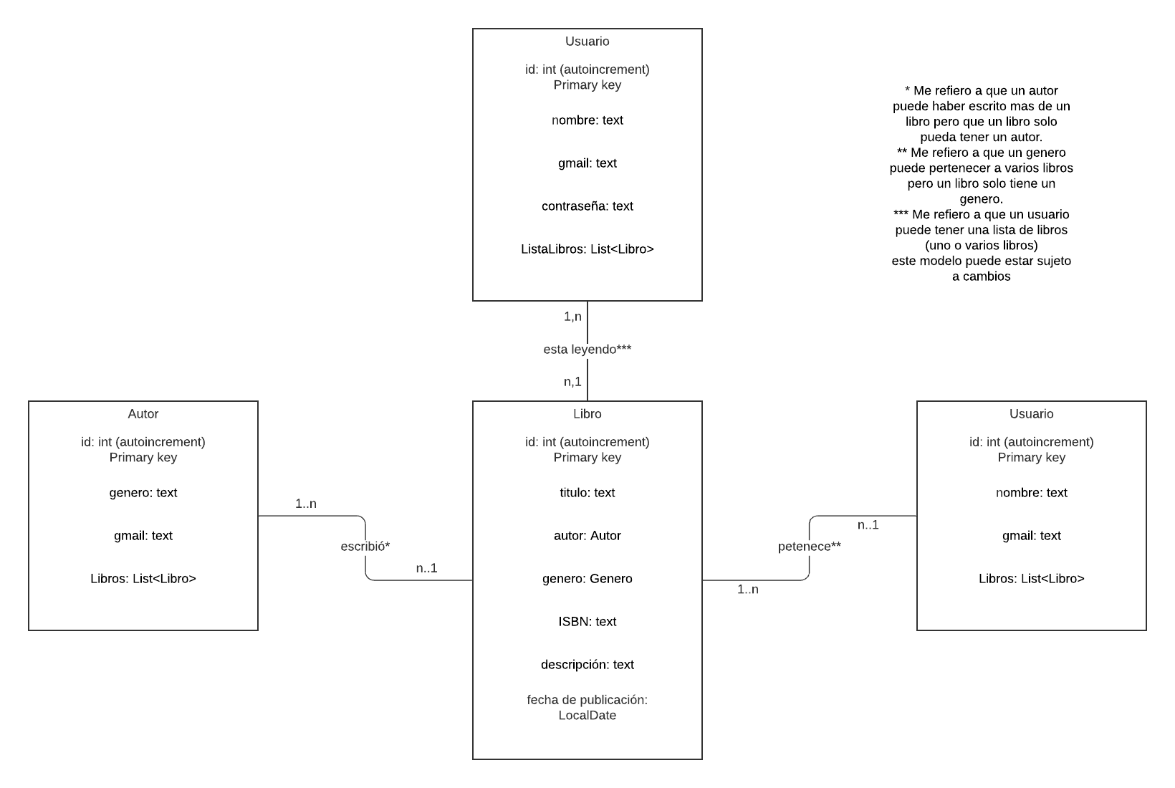 Usuario
id: int (autoincrement)
Primary key
nombre: text
gmail: text
contraseña: text
ListaLibros: List<Libro>
* Me refiero a que un autor
puede haber escrito mas de un
libro pero que un libro solo
pueda tener un autor.
** Me refiero a que un genero
puede pertenecer a varios libros
pero un libro solo tiene un
genero.
*** Me refiero a que un usuario
puede tener una lista de libros
(uno o varios libros)
este modelo puede estar sujeto
a cambios
1,n
esta leyendo***
n,1
Autor
id: int (autoincrement)
Primary key
genero: text
gmail: text
Libros: List<Libro>
1..n
escribió*
n..1
Libro
id: int (autoincrement)
Primary key
titulo: text
autor: Autor
genero: Genero
ISBN: text
descripción: text
fecha de publicación:
LocalDate
n..1
petenece**
1..n
Usuario
id: int (autoincrement)
Primary key
nombre: text
gmail: text
Libros: List<Libro>